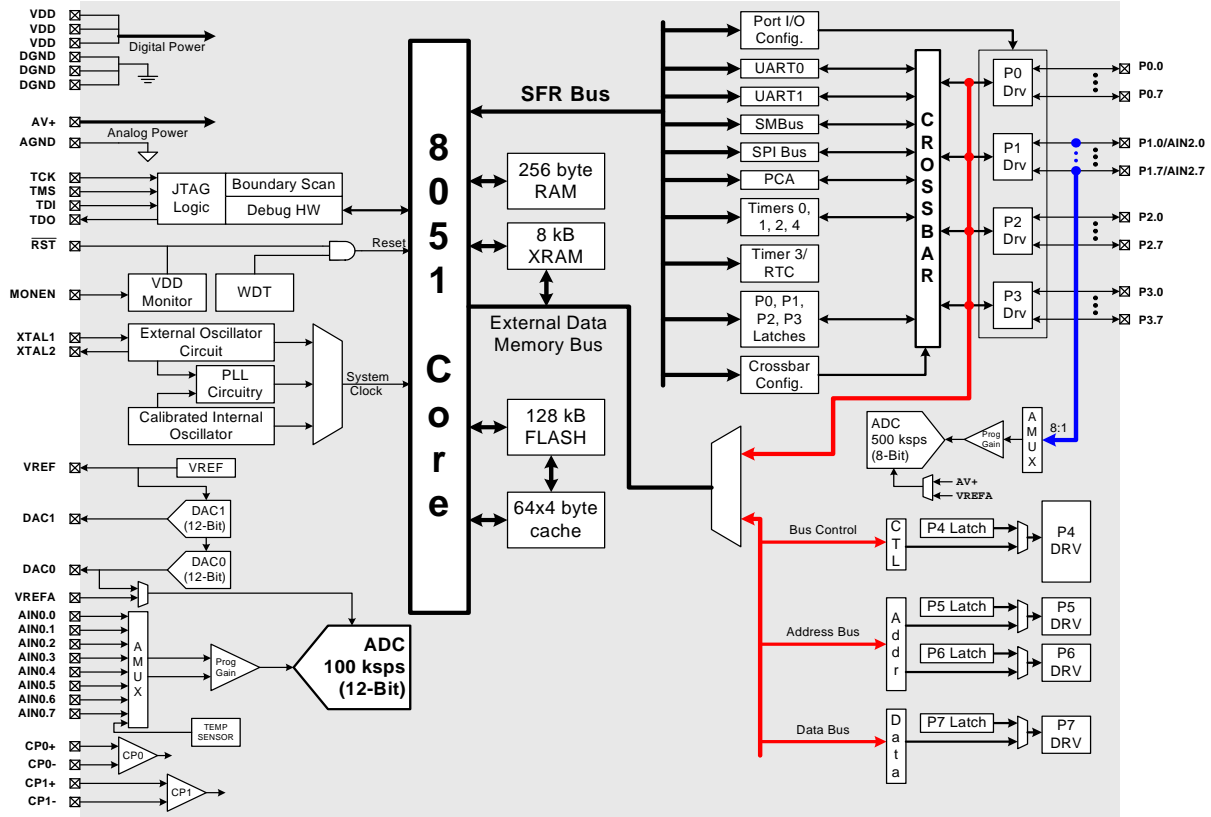 VDD
VDD
VDD
Digital Power
DGND
DGND
DGND
AV+
Analog Power
AGND
TCK
TMS
TDI
TDO
JTAG
Logic
Boundary Scan
Debug HW
RST
Reset
MONEN
VDD
Monitor
WDT
XTAL1
XTAL2
External Oscillator
Circuit
PLL
Circuitry
Calibrated Internal
Oscillator
System
Clock
VREF
VREF
DAC1
DAC1
(12-Bit)
DAC0
DAC0
(12-Bit)
VREFA
AIN0.0
AIN0.1
AIN0.2
AIN0.3
AIN0.4
AIN0.5
AIN0.6
AIN0.7
AMUX
Prog
Gain
ADC
100 ksps
(12-Bit)
TEMP
SENSOR
CP0+
CP0-
CP0
CP1+
CP1-
CP1
8051 Core
SFR Bus
256 byte
RAM
8 kB
XRAM
External Data
Memory Bus
128 kB
FLASH
64x4 byte
cache
Port I/O
Config.
UART0
UART1
SMBus
SPI Bus
PCA
Timers 0,
1, 2, 4
Timer 3/
RTC
P0, P1,
P2, P3
Latches
Crossbar
Config.
CROSSBAR
P0
Drv
P1
Drv
P2
Drv
P3
Drv
P0.0
P0.7
P1.0/AIN2.0
P1.7/AIN2.7
P2.0
P2.7
P3.0
P3.7
ADC
500 ksps
(8-Bit)
Prog
Gain
AMUX
8:1
AV+
VREFA
Bus Control
CTL
P4 Latch
P4
DRV
Address Bus
Addr
P5 Latch
P5
DRV
P6 Latch
P6
DRV
Data Bus
Data
P7 Latch
P7
DRV